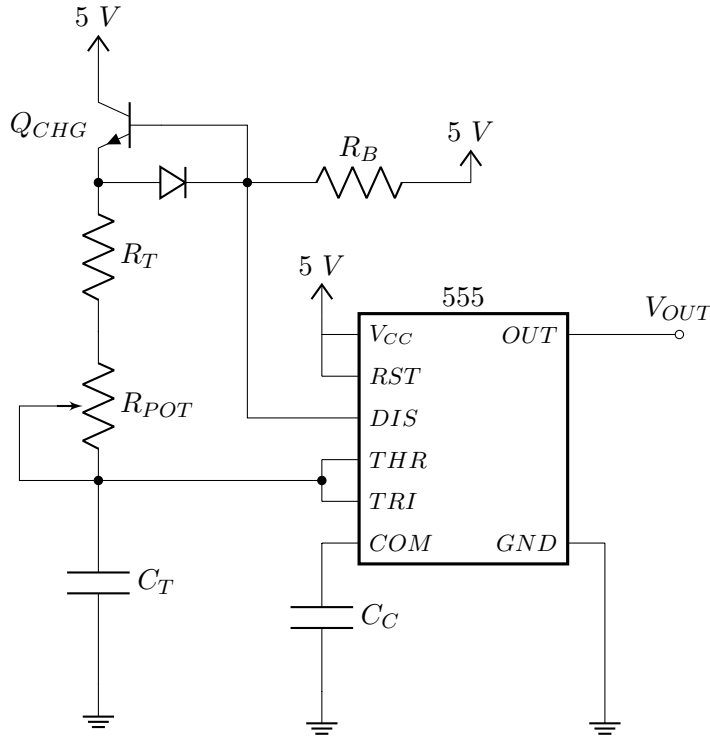 5 V
Q_CHG
R_B
5 V
R_T
5 V
555
V_OUT
V_CC
OUT
RST
R_POT
DIS
THR
TRI
COM
GND
C_T
C_C